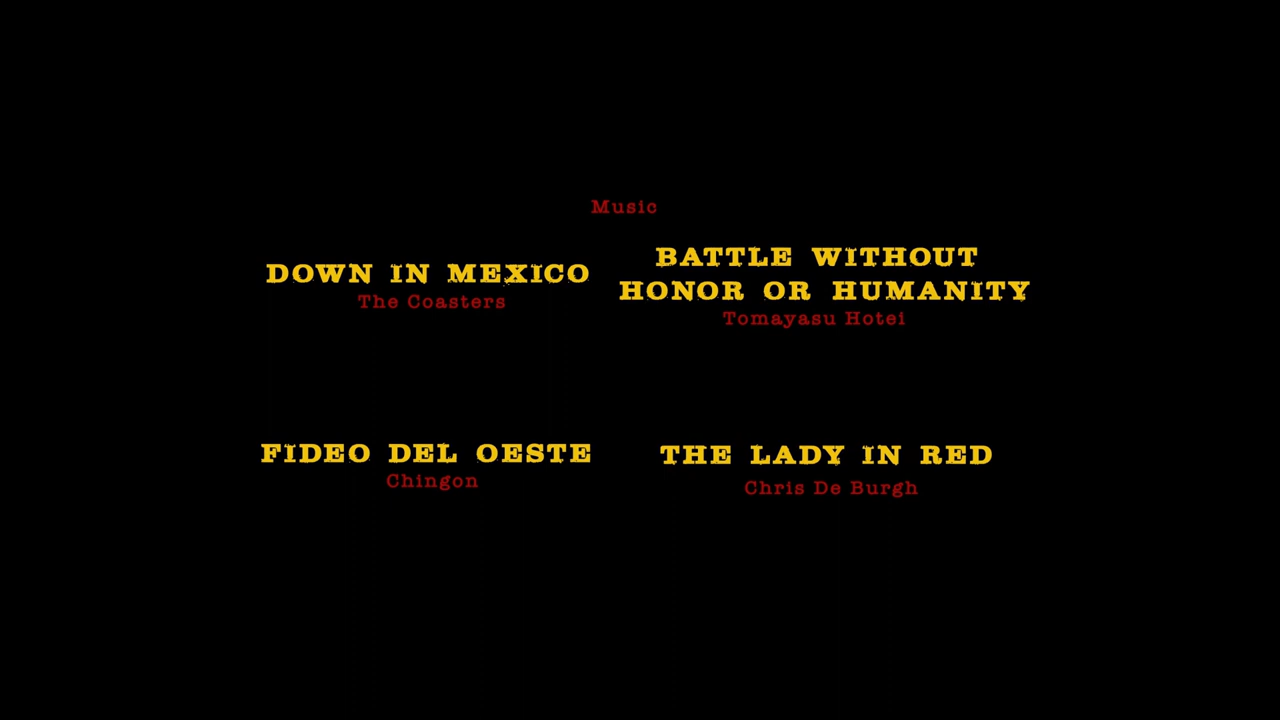 Music
DOWN IN MEXICO
The Coasters
BATTLE WITHOUT
HONOR OR HUMANITY
Tomayasu Hotei
FIDEO DEL OESTE
Chingon
THE LADY IN RED
Chris De Burgh